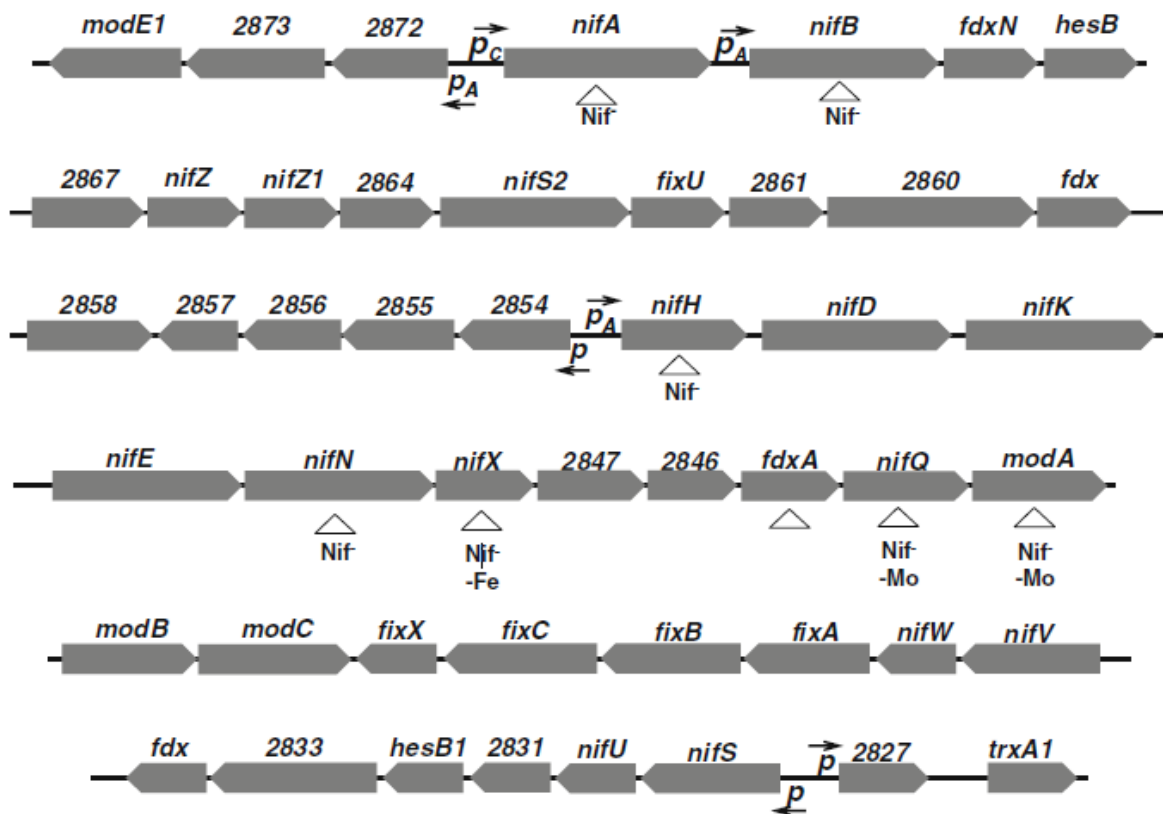 modE1 2873 2872 nifA nifB fdxN hesB
pC pA
pA
Nif- Nif-
2867 nifZ nifZ1 2864 nifS2 fixU 2861 2860 fdx
2858 2857 2856 2855 2854 nifH nifD nifK
pA
p
Nif-
nifE nifN nifX 2847 2846 fdxA nifQ modA
Nif- Nif- Nif- Nif-
-Fe -Mo -Mo
modB modC fixX fixC fixB fixA nifW nifV
fdx 2833 hesB1 2831 nifU nifS 2827 trxA1
p
p